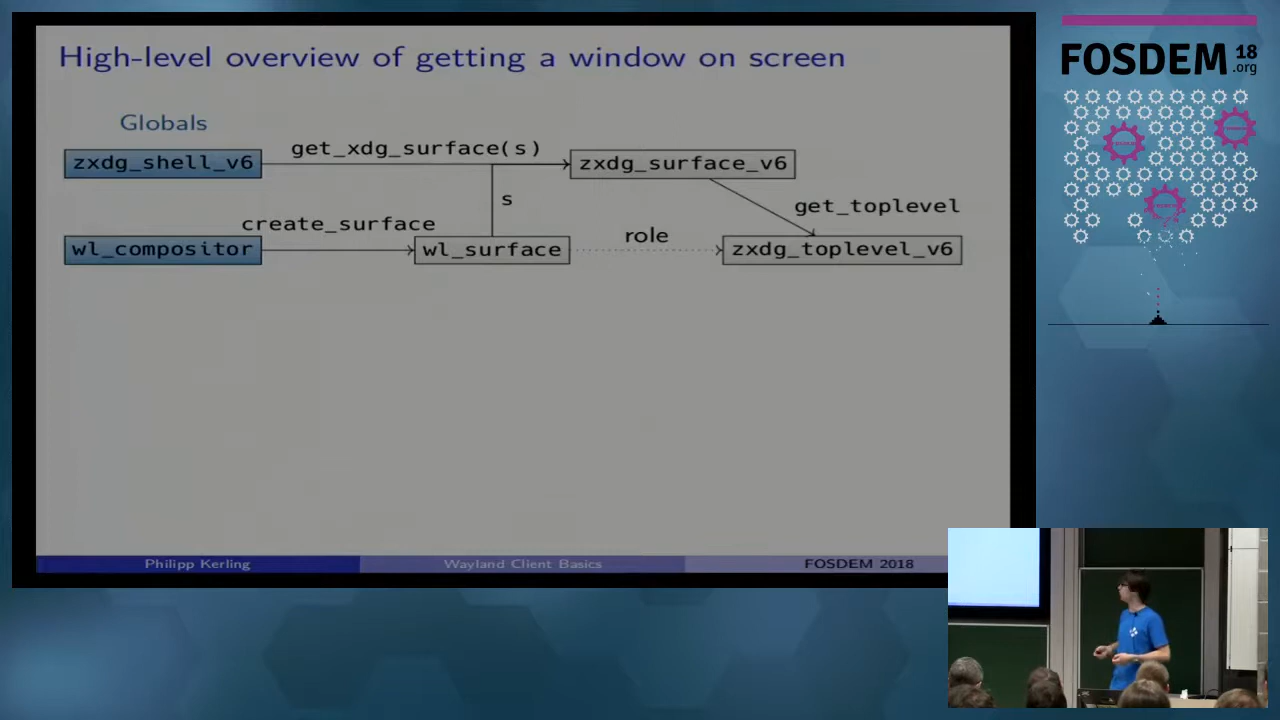 High-level overview of getting a window on screen
Globals
zxdg_shell_v6
get_xdg_surface(s)
zxdg_surface_v6
s
get_toplevel
create_surface
wl_compositor
wl_surface
role
zxdg_toplevel_v6
Philipp Kerling
Wayland Client Basics
FOSDEM 2018
FOSDEM 18
.org